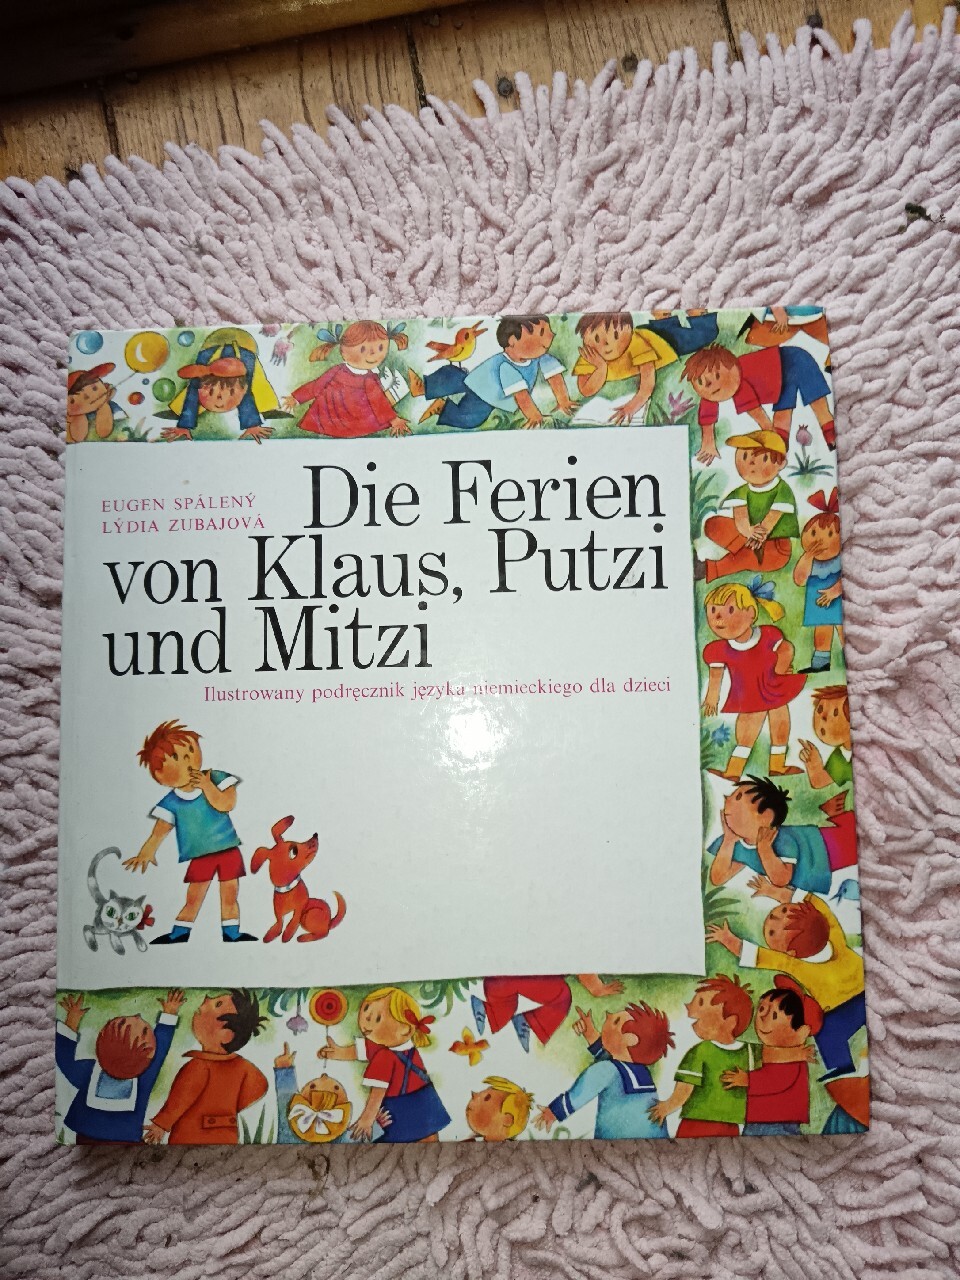 EUGEN SPÁLENÝ
LÝDIA ZUBAJOVÁ
Die Ferien
von Klaus, Putzi
und Mitzi
Ilustrowany podręcznik języka niemieckiego dla dzieci